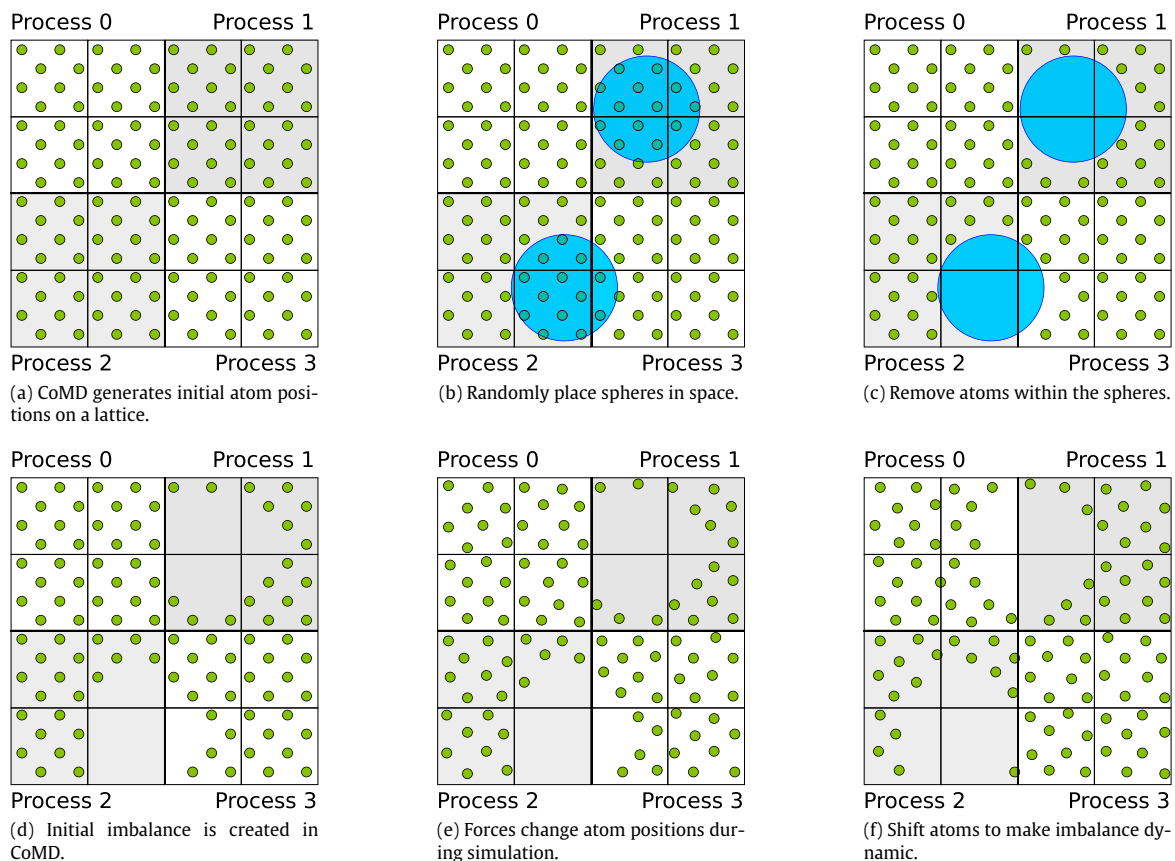 Process 0 Process 1
Process 2 Process 3
(a) CoMD generates initial atom posi-
tions on a lattice.
Process 0 Process 1
Process 2 Process 3
(b) Randomly place spheres in space.
Process 0 Process 1
Process 2 Process 3
(c) Remove atoms within the spheres.
Process 0 Process 1
Process 2 Process 3
(d) Initial imbalance is created in
CoMD.
Process 0 Process 1
Process 2 Process 3
(e) Forces change atom positions dur-
ing simulation.
Process 0 Process 1
Process 2 Process 3
(f) Shift atoms to make imbalance dy-
namic.